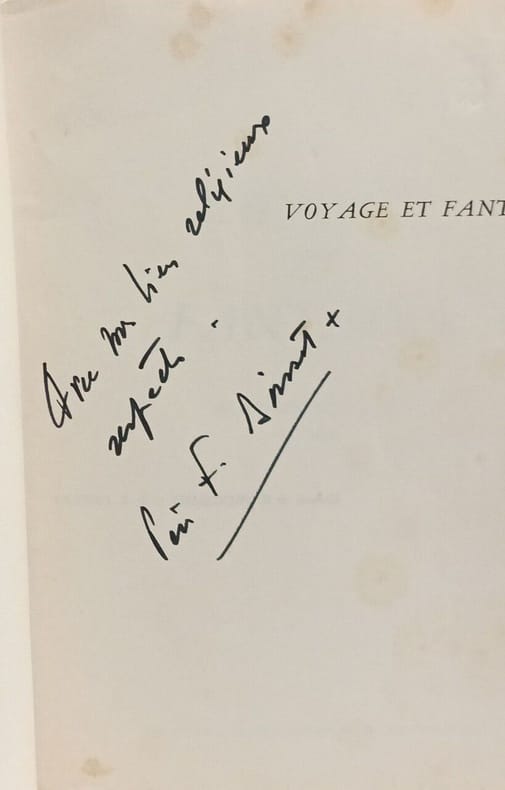 VOYAGE ET FANT
Avec mes bien religieux
respects.
F.